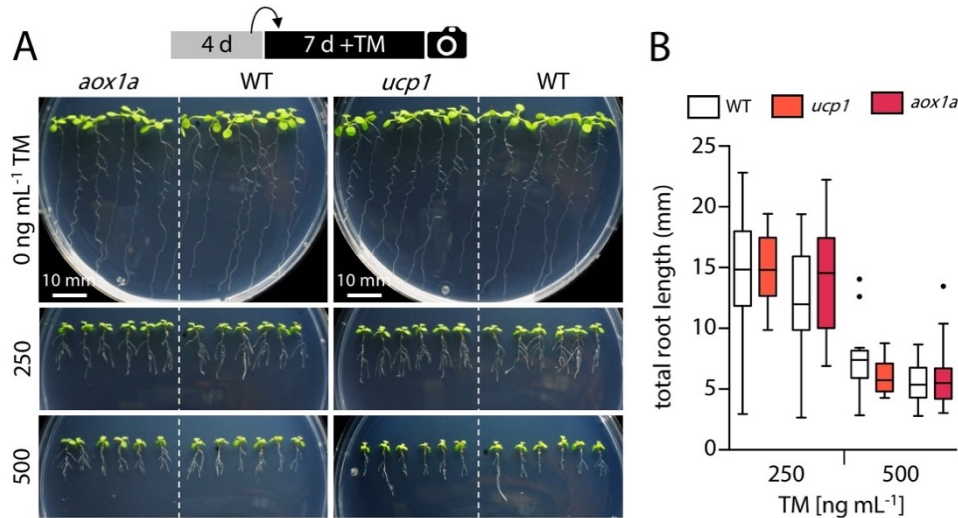 A
4 d
7 d +TM
aox1a
WT
ucp1
WT
0 ng mL⁻¹ TM
10 mm
10 mm
250
500
B
WT
ucp1
aox1a
total root length (mm)
25
20
15
10
5
0
250
500
TM [ng mL⁻¹]